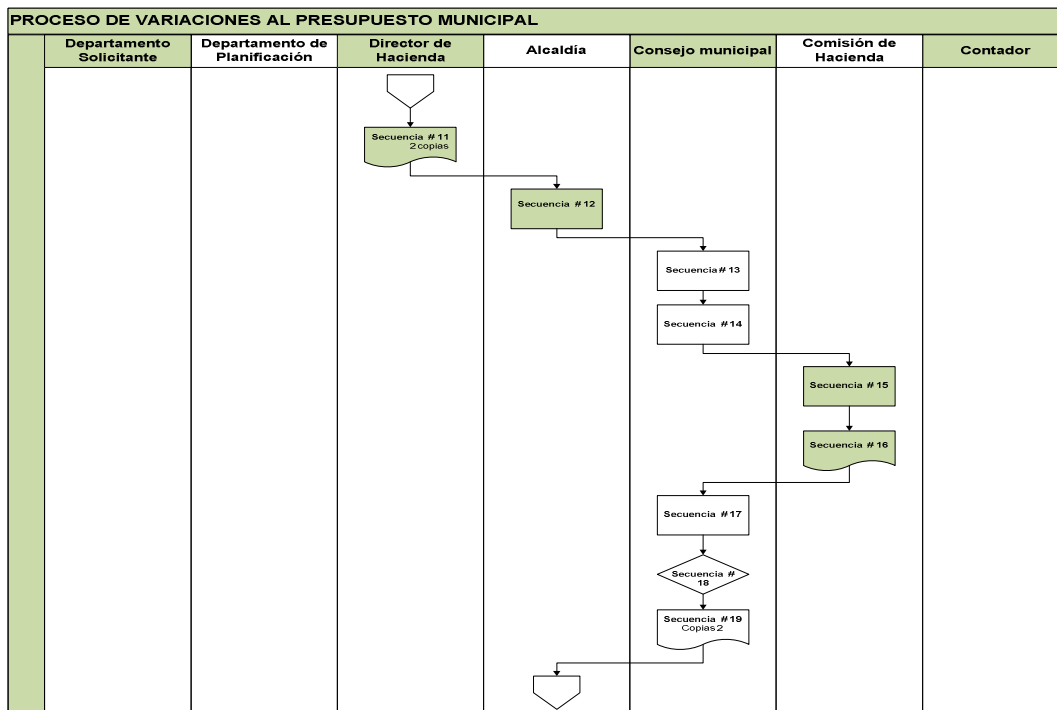 PROCESO DE VARIACIONES AL PRESUPUESTO MUNICIPAL
Departamento
Solicitante
Departamento de
Planificación
Director de
Hacienda
Alcaldía
Consejo municipal
Comisión de
Hacienda
Contador
Secuencia # 11
2 copias
Secuencia # 12
Secuencia # 13
Secuencia # 14
Secuencia # 15
Secuencia # 16
Secuencia # 17
Secuencia #
18
Secuencia # 19
Copias 2